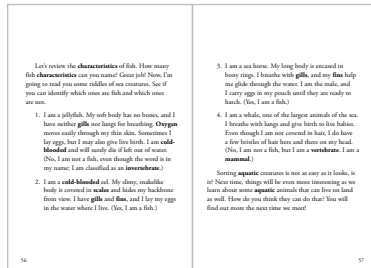 Let's review the characteristics of fish. How many
fish characteristics can you name? Great job! Now, I'm
going to read you some riddles of sea creatures. See if
you can identify which ones are fish and which ones
are not.
1. I am a jellyfish. My soft body has no bones, and I
have neither gills nor lungs for breathing. Oxygen
moves easily through my thin skin. Sometimes I
lay eggs, but I may also give birth. I am cold-
blooded and will surely die if left out of water.
(No, I am not a fish, even though the word is in
my name; I am classified as an invertebrate.)
2. I am a cold-blooded eel. My slimy, snakelike
body is covered in scales and hides my backbone
from view. I have gills and fins, and I lay my eggs
in the water where I live. (Yes, I am a fish.)
56
3. I am a sea horse. My long body is encased in
bony rings. I breathe with gills, and my fins help
me glide through the water. I am the male, and
I carry eggs in my pouch until they are ready to
hatch. (Yes, I am a fish.)
4. I am a whale, one of the largest animals of the sea.
I breathe with lungs and give birth to live babies.
Even though I am not covered in hair, I do have
a few bristles of hair here and there on my head.
(No, I am not a fish, but I am a vertebrate. I am a
mammal.)
Sorting aquatic creatures is not as easy as it looks, is
it? Next time, things will be even more interesting as we
learn about some aquatic animals that can live on land
as well. How do you think they can do that? You will
find out more the next time we meet!
57